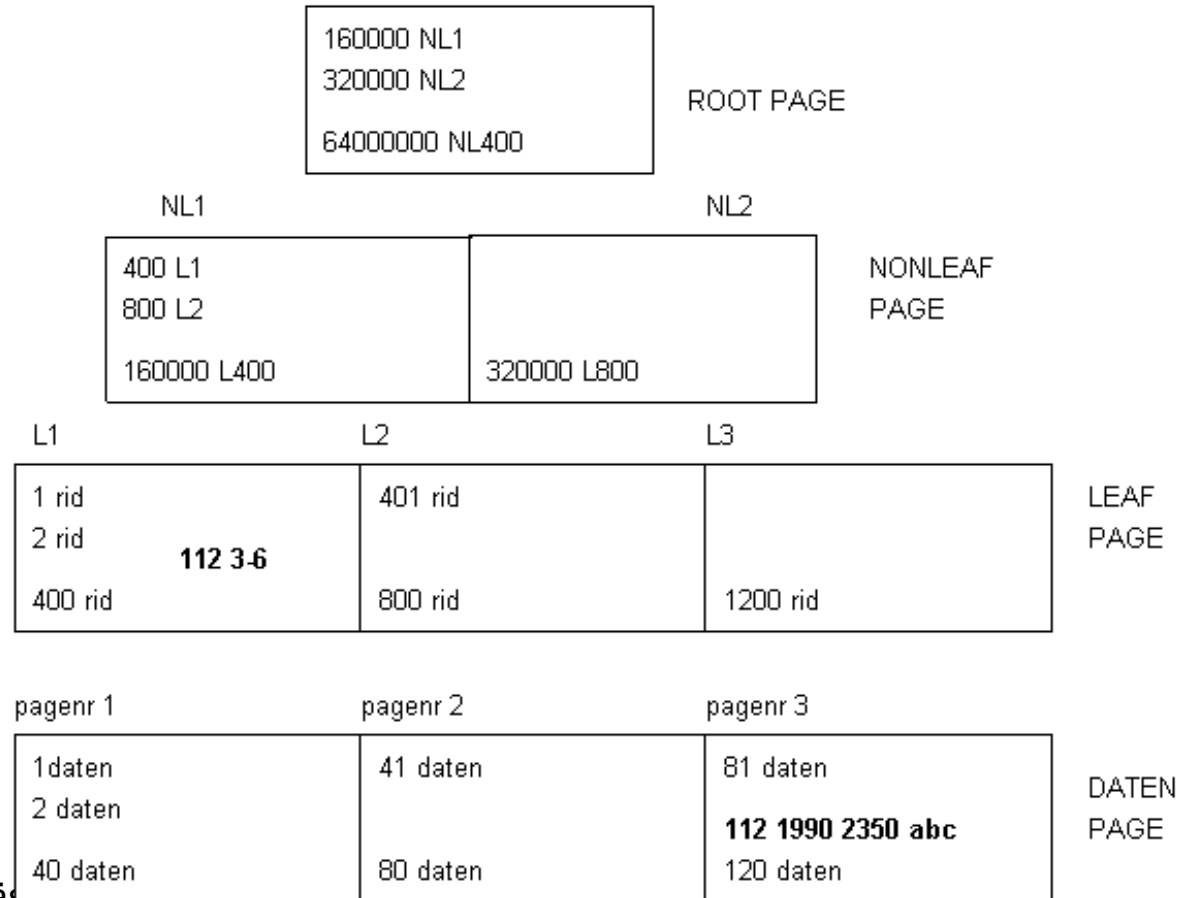 160000 NL1
320000 NL2
64000000 NL400
ROOT PAGE
NL1
NL2
400 L1
800 L2
160000 L400
320000 L800
NONLEAF
PAGE
L1
L2
L3
1 rid
2 rid
112 3-6
400 rid
401 rid
800 rid
1200 rid
LEAF
PAGE
pagenr 1
pagenr 2
pagenr 3
1daten
2 daten
40 daten
41 daten
80 daten
81 daten
112 1990 2350 abc
120 daten
DATEN
PAGE